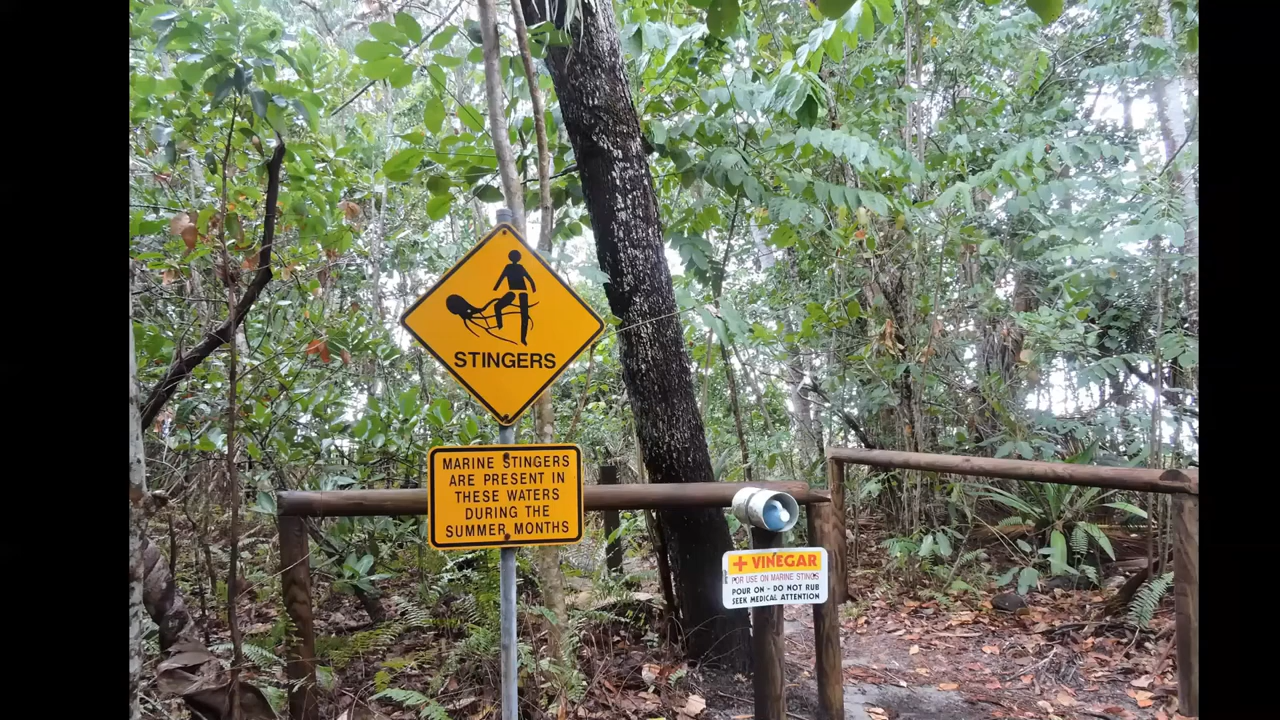 STINGERS
MARINE STINGERS
ARE PRESENT IN
THESE WATERS
DURING THE
SUMMER MONTHS
+ VINEGAR
FOR USE ON MARINE STINGS
POUR ON - DO NOT RUB
SEEK MEDICAL ATTENTION